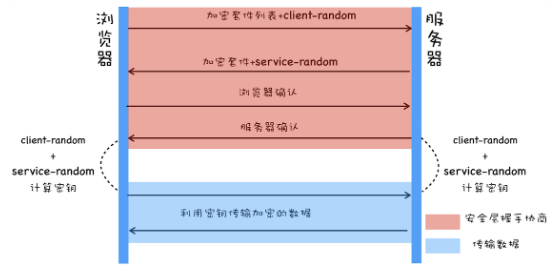 浏览器
服务器
加密套件列表+client-random
加密套件+service-random
浏览器确认
服务器确认
client-random
+
service-random
计算密钥
client-random
+
service-random
计算密钥
利用密钥传输加密的数据
安全层握手协商
传输数据